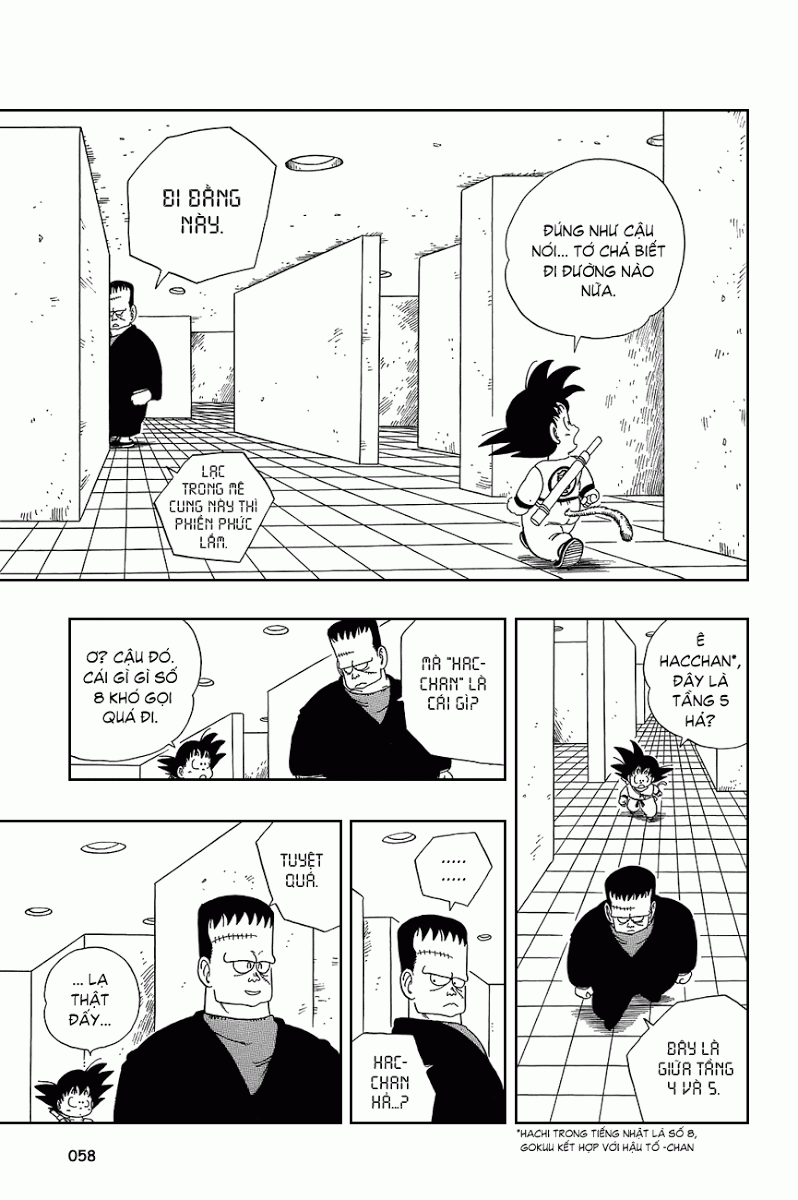 ĐÚNG NHƯ CẬU
NÓI... TỚ CHẢ BIẾT
ĐI ĐƯỜNG NÀO
NỮA.
ĐI ĐẰNG
NÀY.
LẠC
TRONG MÊ
CUNG NÀY THÌ
PHIỀN PHỨC
LẮM.
Ê
HACCHAN*,
ĐÂY LÀ
TẦNG 5
HẢ?
ĐÂY LÀ
GIỮA TẦNG
4 VÀ 5.
*HACHI TRONG TIẾNG NHẬT LÀ SỐ 8,
GOKUU KẾT HỢP VỚI HẬU TỐ -CHAN
MÀ "HAC-
CHAN" LÀ
CÁI GÌ?
Ơ? CẬU ĐÓ.
CÁI GÌ GÌ SỐ
8 KHÓ GỌI
QUÁ ĐI.
.....
.....
HAC-
CHAN
HẢ...?
TUYỆT
QUÁ.
... LẠ
THẬT
ĐẤY...
058